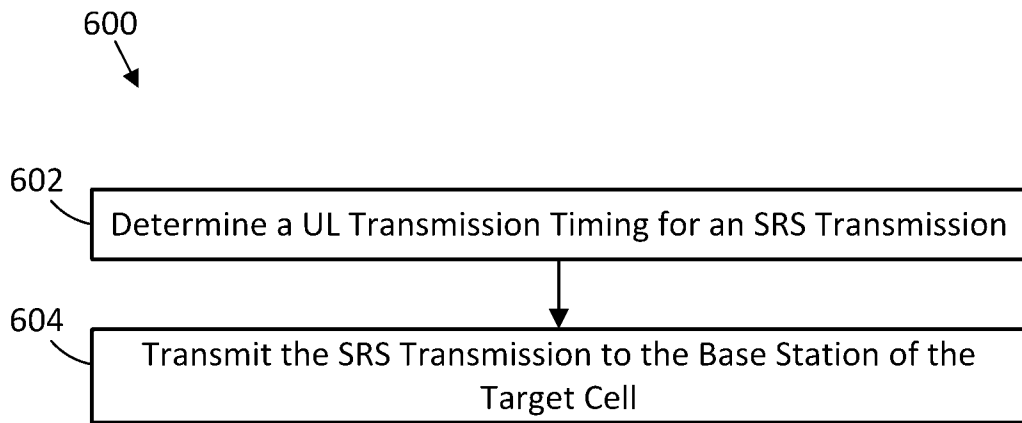 600
602
Determine a UL Transmission Timing for an SRS Transmission
604
Transmit the SRS Transmission to the Base Station of the
Target Cell